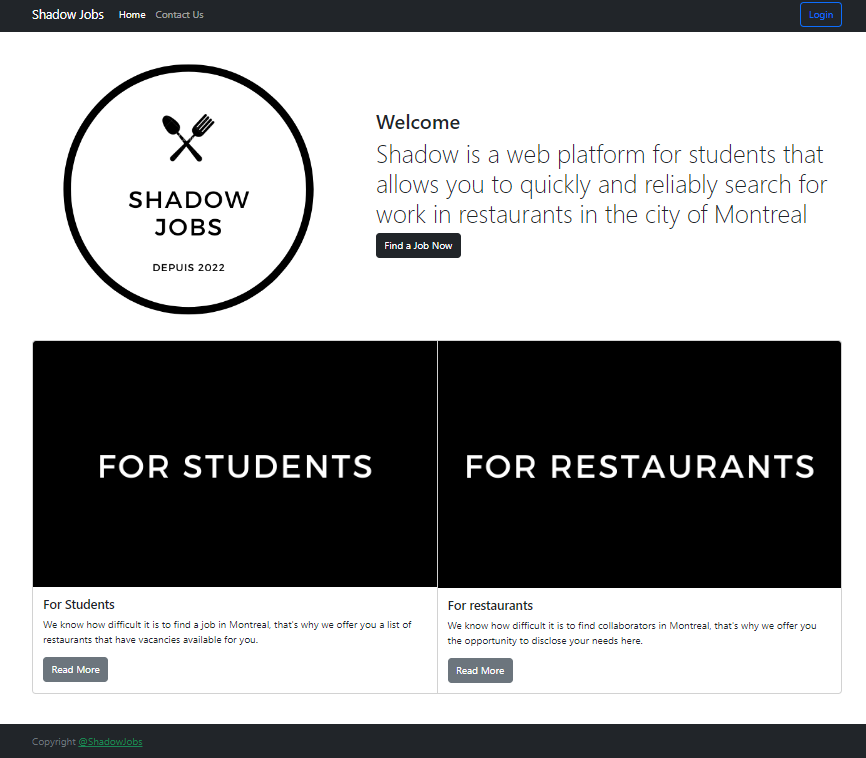 Shadow Jobs Home Contact Us Login
SHADOW
JOBS
DEPUIS 2022
Welcome
Shadow is a web platform for students that
allows you to quickly and reliably search for
work in restaurants in the city of Montreal
Find a Job Now
FOR STUDENTS
For Students
We know how difficult it is to find a job in Montreal, that's why we offer you a list of
restaurants that have vacancies available for you.
Read More
FOR RESTAURANTS
For restaurants
We know how difficult it is to find collaborators in Montreal, that's why we offer you
the opportunity to disclose your needs here.
Read More
Copyright @ShadowJobs